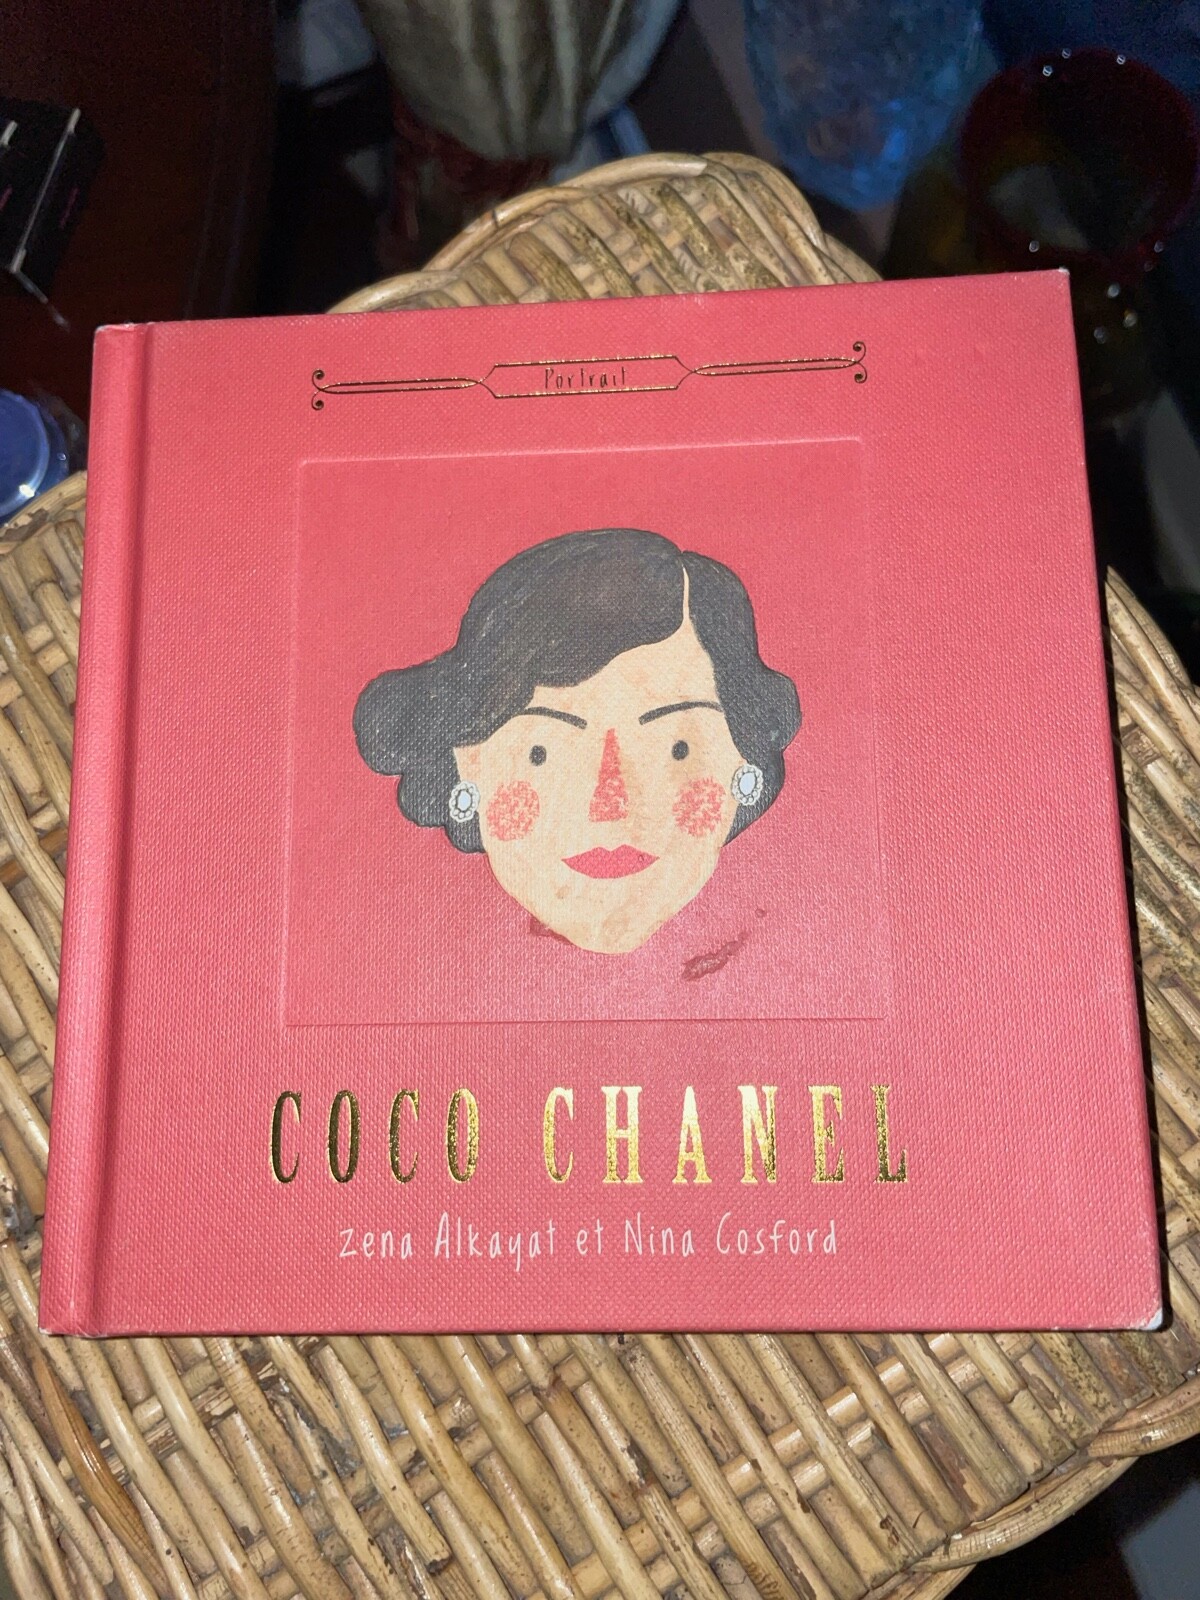 Portrait
COCO CHANEL
Zena Alkayat et Nina Cosford